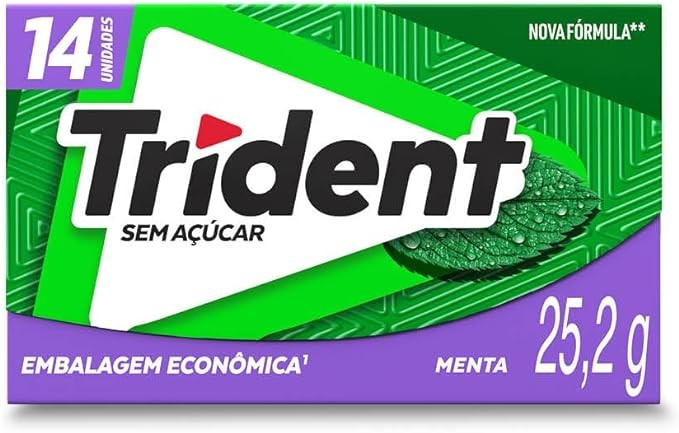 14
UNIDADES
NOVA FÓRMULA**
Trident
SEM AÇÚCAR
EMBALAGEM ECONÔMICA¹
MENTA
25,2 g